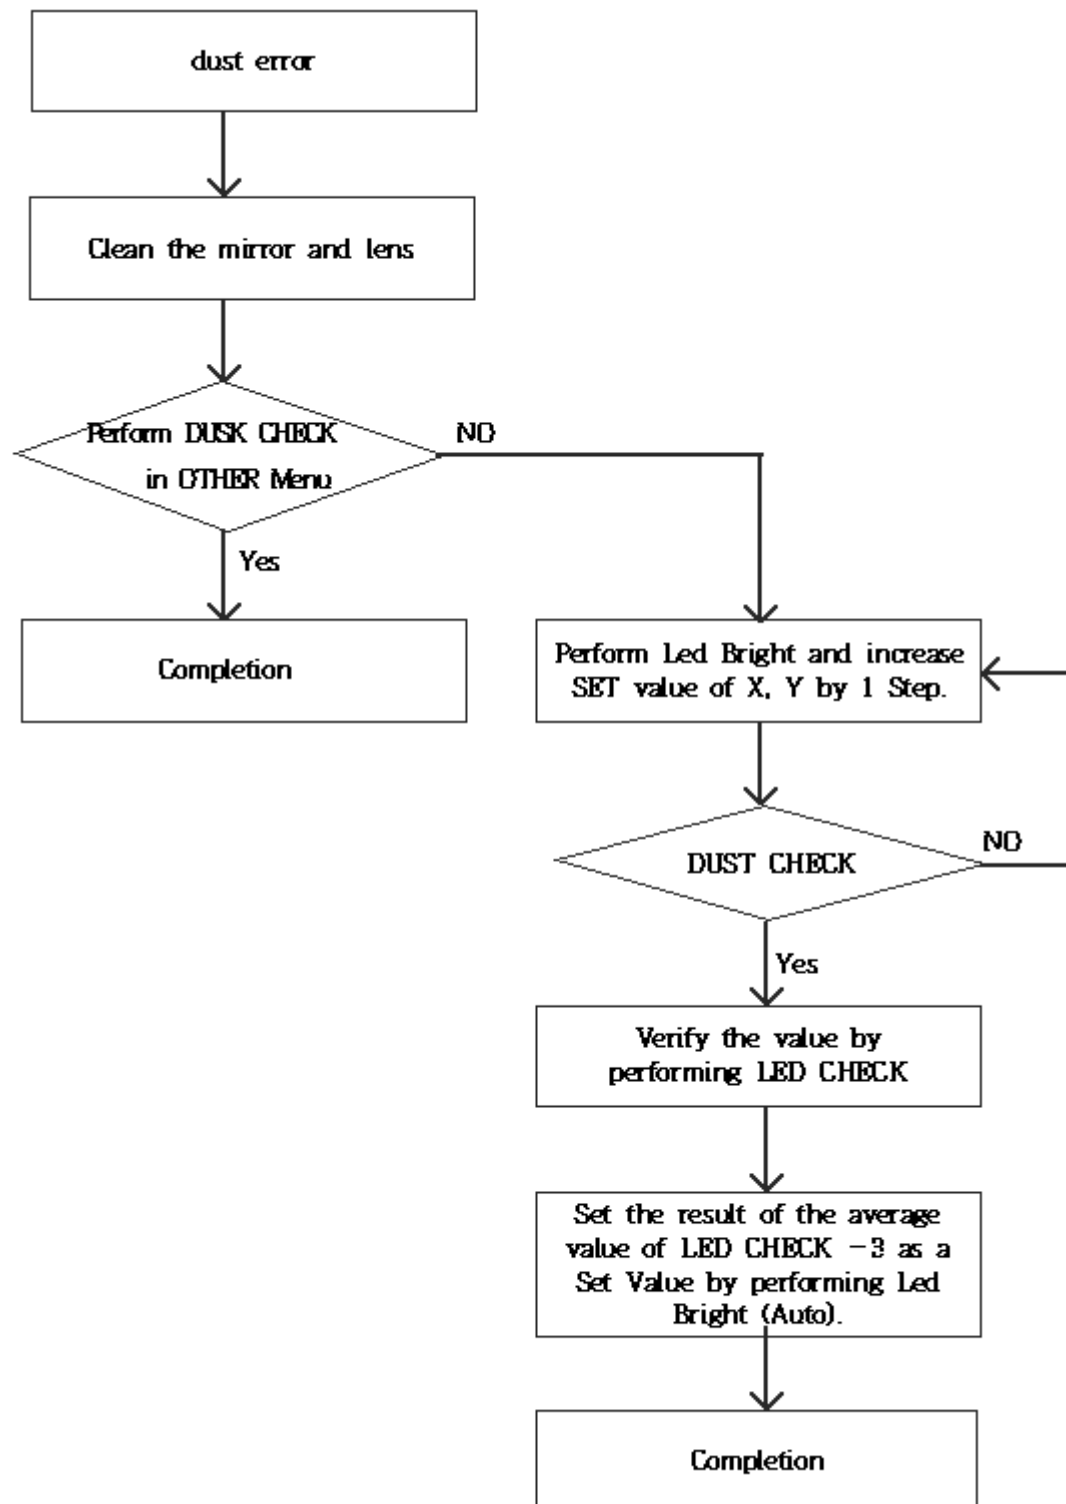 dust error
Clean the mirror and lens
Perform DUSK CHECK
in OTHER Menu
NO
Yes
Completion
Perform Led Bright and increase
SET value of X, Y by 1 Step.
DUST CHECK
NO
Yes
Verify the value by
performing LED CHECK
Set the result of the average
value of LED CHECK -3 as a
Set Value by performing Led
Bright (Auto).
Completion